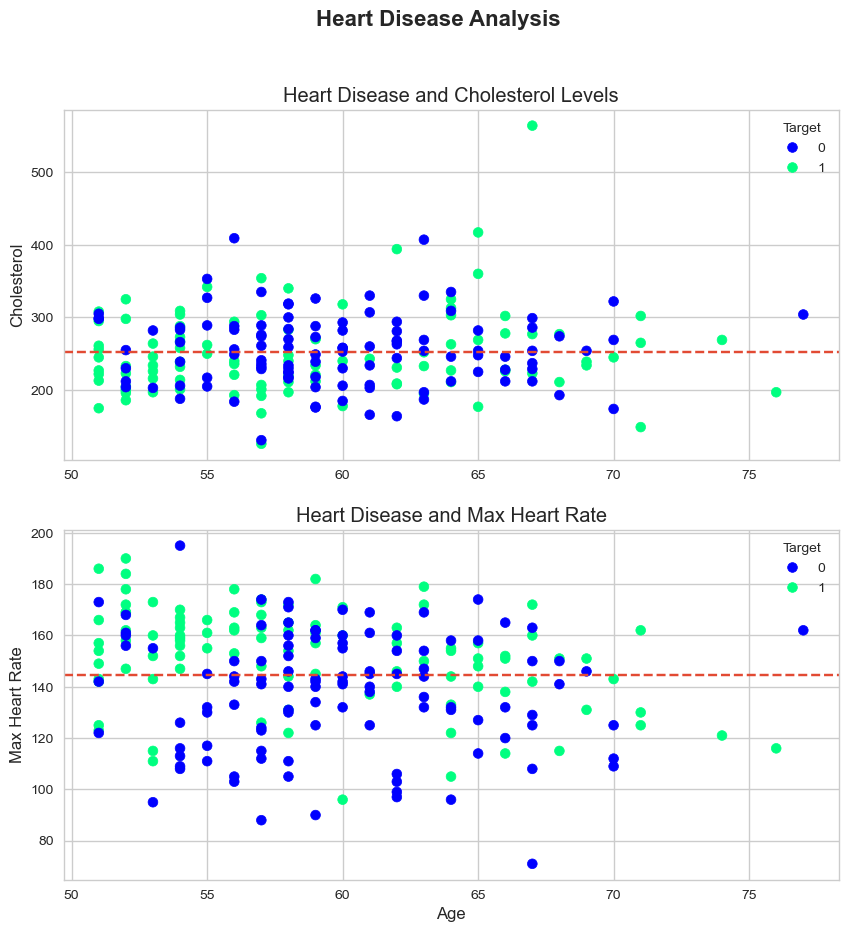 Heart Disease Analysis
Heart Disease and Cholesterol Levels
Target
0
1
500
400
300
200
Cholesterol
50 55 60 65 70 75
Heart Disease and Max Heart Rate
Target
0
1
200
180
160
140
120
100
80
Max Heart Rate
50 55 60 65 70 75
Age